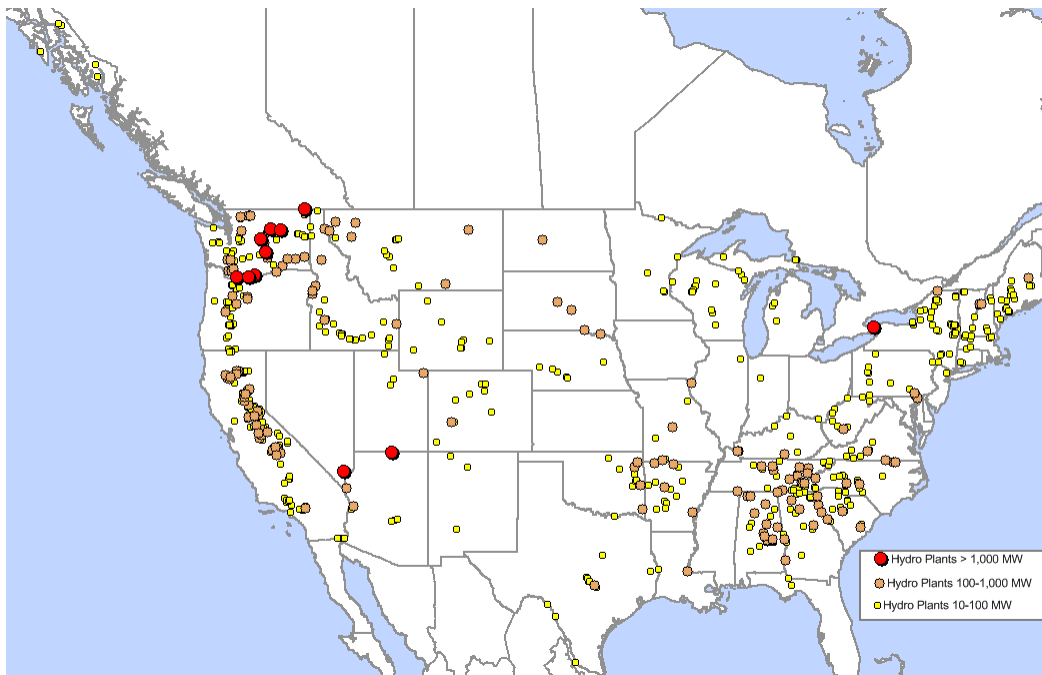 Hydro Plants > 1,000 MW
Hydro Plants 100-1,000 MW
Hydro Plants 10-100 MW